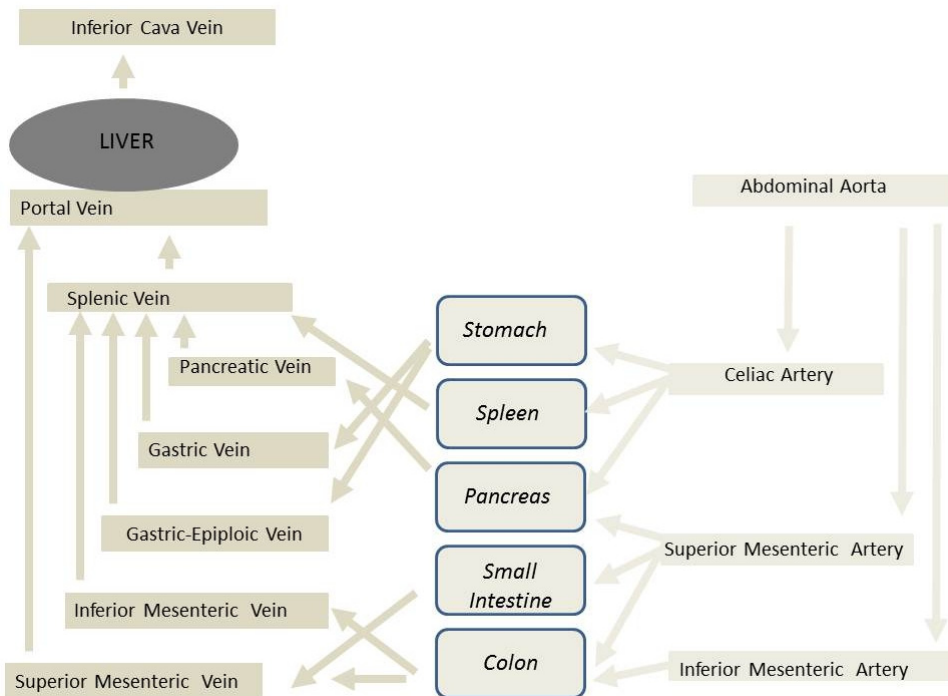 Inferior Cava Vein
LIVER
Portal Vein
Abdominal Aorta
Splenic Vein
Stomach
Pancreatic Vein
Celiac Artery
Spleen
Gastric Vein
Pancreas
Gastric-Epiploic Vein
Superior Mesenteric Artery
Small
Intestine
Inferior Mesenteric Vein
Colon
Inferior Mesenteric Artery
Superior Mesenteric Vein